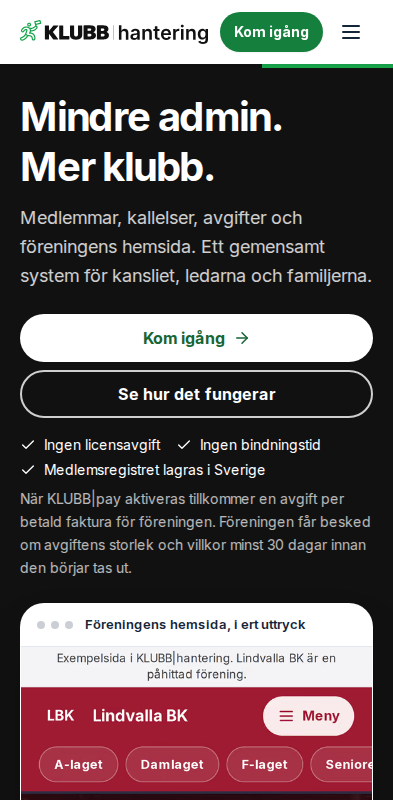 KLUBB|hantering
Kom igång
Mindre admin.
Mer klubb.
Medlemmar, kallelser, avgifter och
föreningens hemsida. Ett gemensamt
system för kansliet, ledarna och familjerna.
Kom igång
Se hur det fungerar
Ingen licensavgift
Ingen bindningstid
Medlemsregistret lagras i Sverige
När KLUBB|pay aktiveras tillkommer en avgift per
betald faktura för föreningen. Föreningen får besked
om avgiftens storlek och villkor minst 30 dagar innan
den börjar tas ut.
Föreningens hemsida, i ert uttryck
Exempelsida i KLUBB|hantering. Lindvalla BK är en
påhittad förening.
LBK
Lindvalla BK
Meny
A-laget
Damlaget
F-laget
Seniore